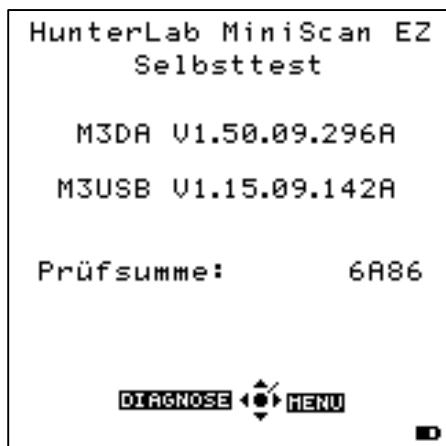 HunterLab MiniScan EZ
Selbsttest
M3DA V1.50.09.296A
M3USB V1.15.09.142A
Prüfsumme: 6A86
DIAGNOSE MENU